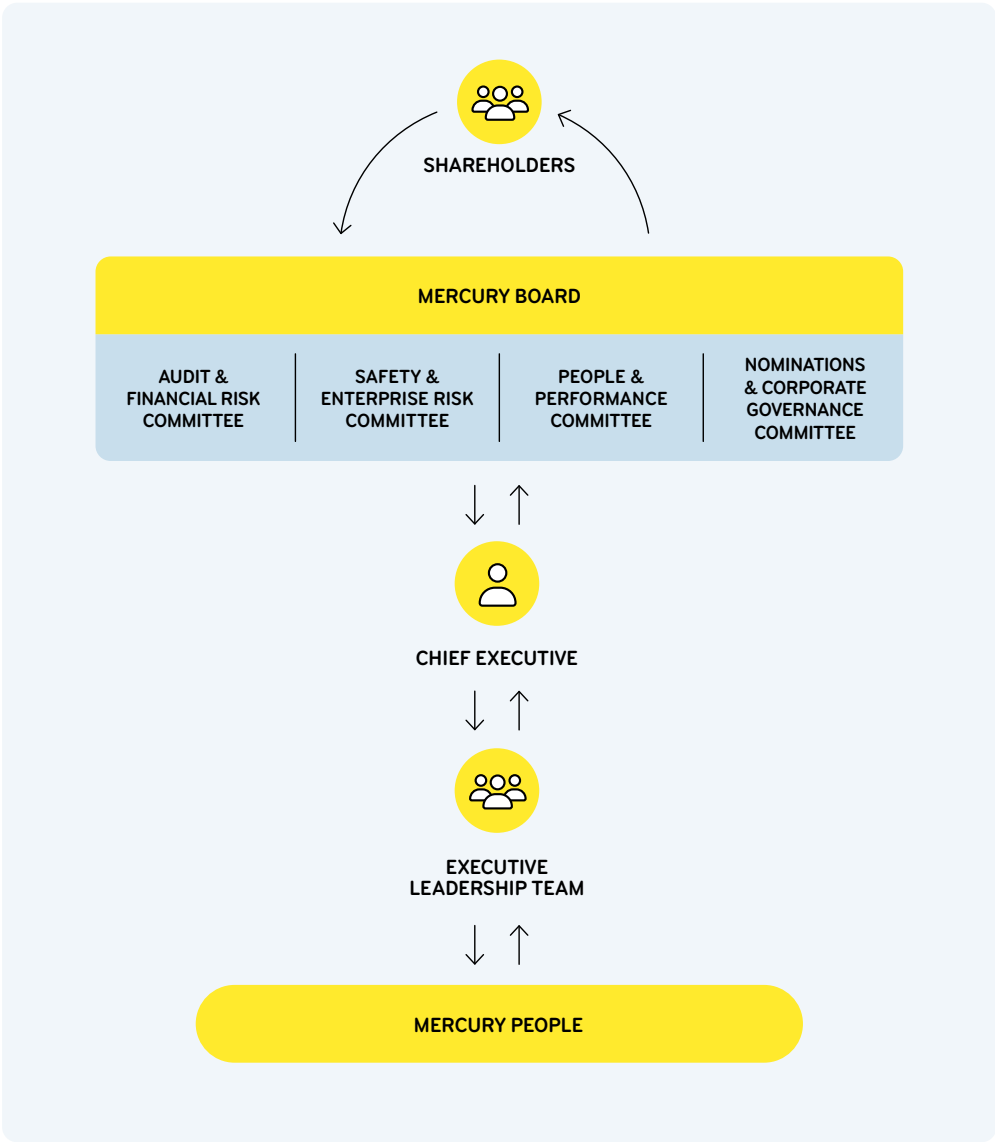 SHAREHOLDERS
MERCURY BOARD
AUDIT &
FINANCIAL RISK
COMMITTEE
SAFETY &
ENTERPRISE RISK
COMMITTEE
PEOPLE &
PERFORMANCE
COMMITTEE
NOMINATIONS
& CORPORATE
GOVERNANCE
COMMITTEE
CHIEF EXECUTIVE
EXECUTIVE
LEADERSHIP TEAM
MERCURY PEOPLE